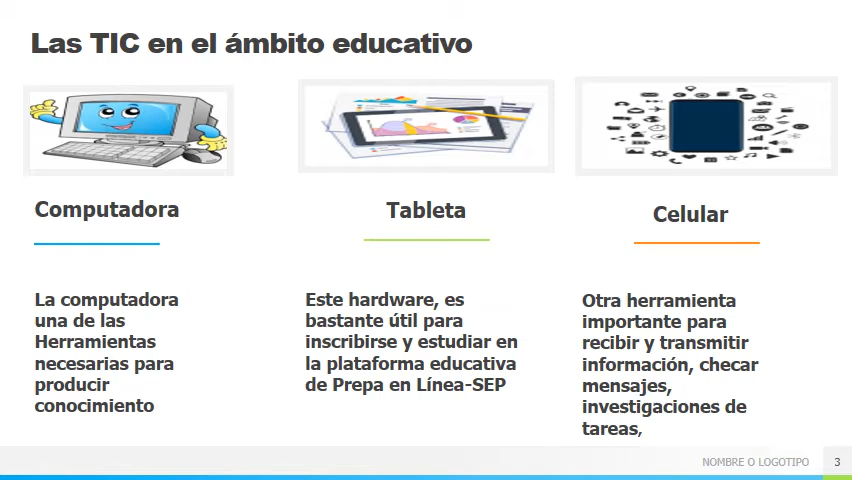 Las TIC en el ámbito educativo
Computadora
Tableta
Celular
La computadora
una de las
Herramientas
necesarias para
producir
conocimiento
Este hardware, es
bastante útil para
inscribirse y estudiar en
la plataforma educativa
de Prepa en Línea-SEP
Otra herramienta
importante para
recibir y transmitir
información, checar
mensajes,
investigaciones de
tareas,
NOMBRE O LOGOTIPO
3